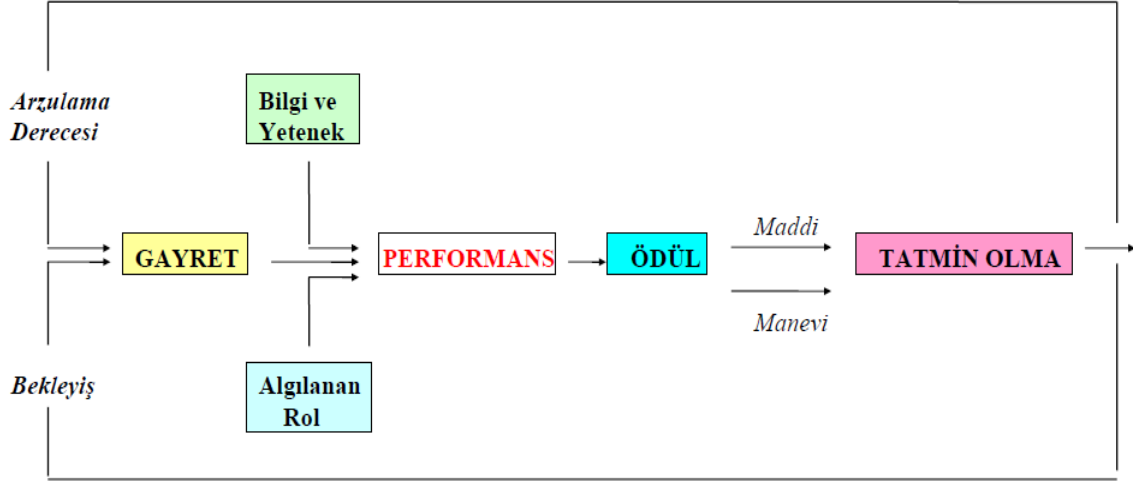 Arzulama
Derecesi
Bilgi ve
Yetenek
GAYRET
PERFORMANS
ÖDÜL
Maddi
Manevi
TATMİN OLMA
Bekleyiş
Algılanan
Rol